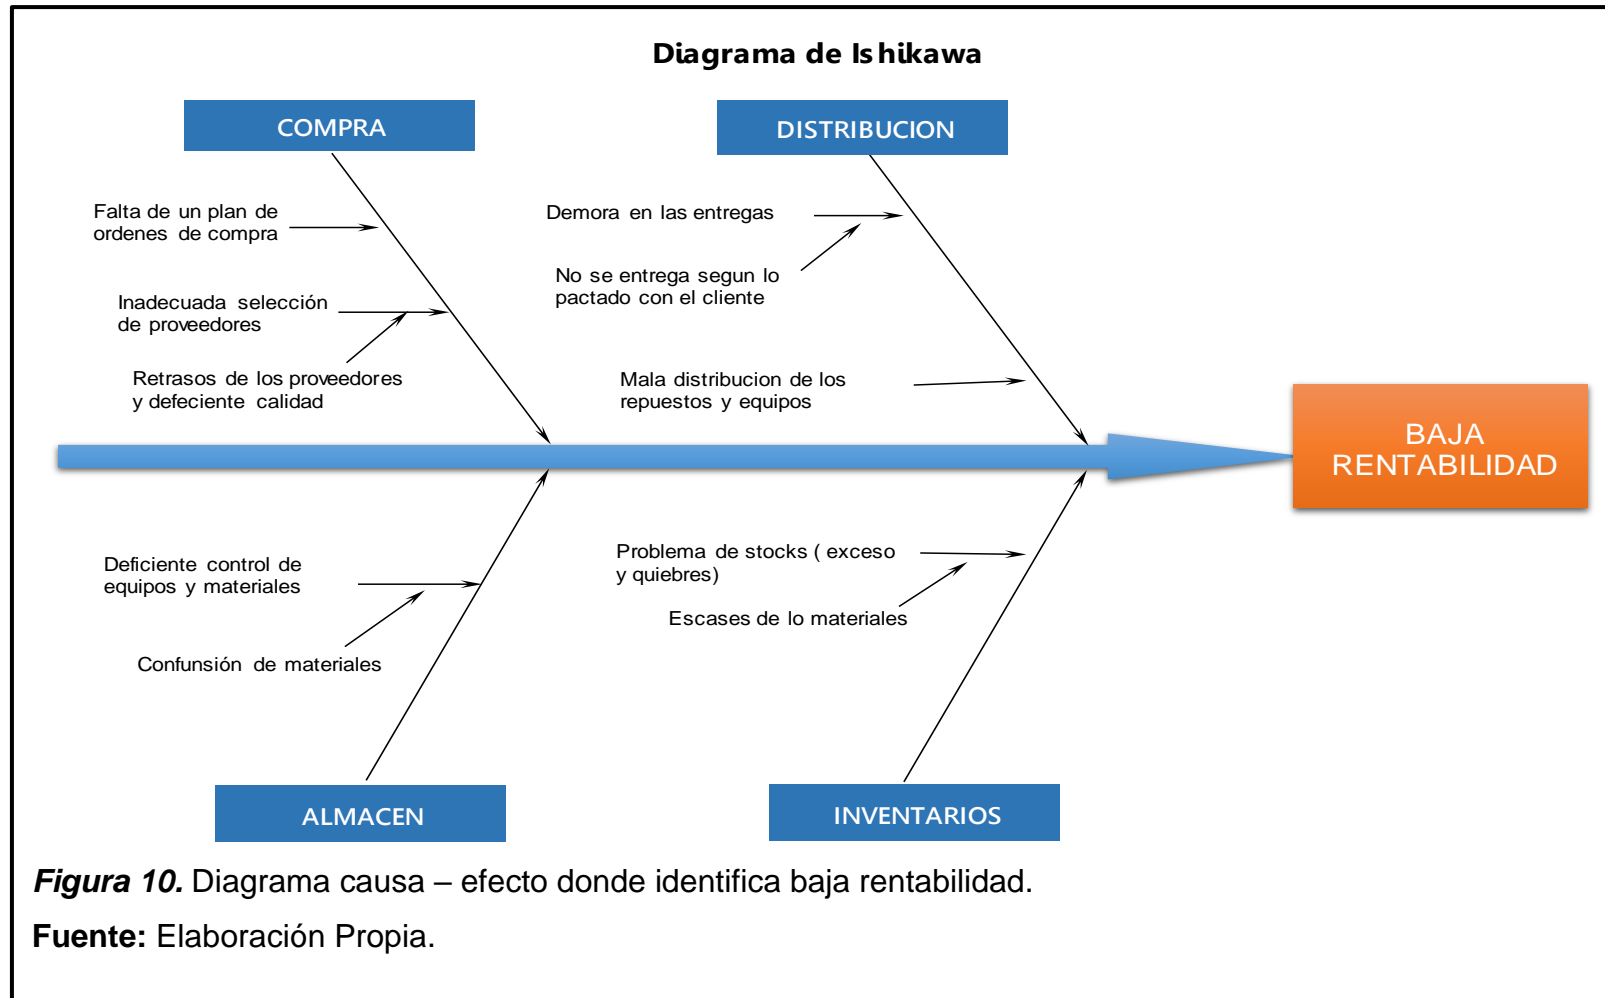 Diagrama de Ishikawa
COMPRA
DISTRIBUCION
Falta de un plan de
ordenes de compra
Demora en las entregas
No se entrega segun lo
pactado con el cliente
Inadecuada selección
de proveedores
Retrasos de los proveedores
y defeciente calidad
Mala distribucion de los
repuestos y equipos
BAJA
RENTABILIDAD
Deficiente control de
equipos y materiales
Problema de stocks ( exceso
y quiebres)
Escases de lo materiales
Confunsión de materiales
ALMACEN
INVENTARIOS
Figura 10. Diagrama causa – efecto donde identifica baja rentabilidad.
Fuente: Elaboración Propia.